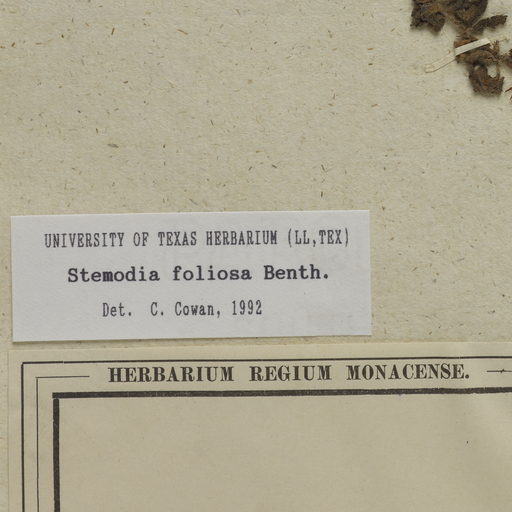 UNIVERSITY OF TEXAS HERBARIUM (LL,TEX)
Stemodia foliosa Benth.
Det. C. Cowan, 1992
HERBARIUM REGIUM MONACENSE.